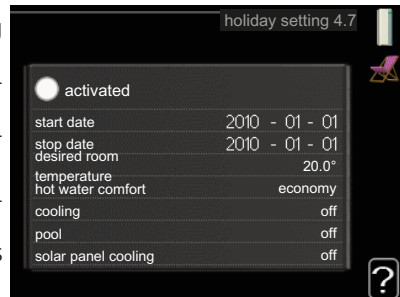 holiday setting 4.7
activated
start date 2010 - 01 - 01
stop date 2010 - 01 - 01
desired room
temperature 20.0°
hot water comfort economy
cooling off
pool off
solar panel cooling off
?